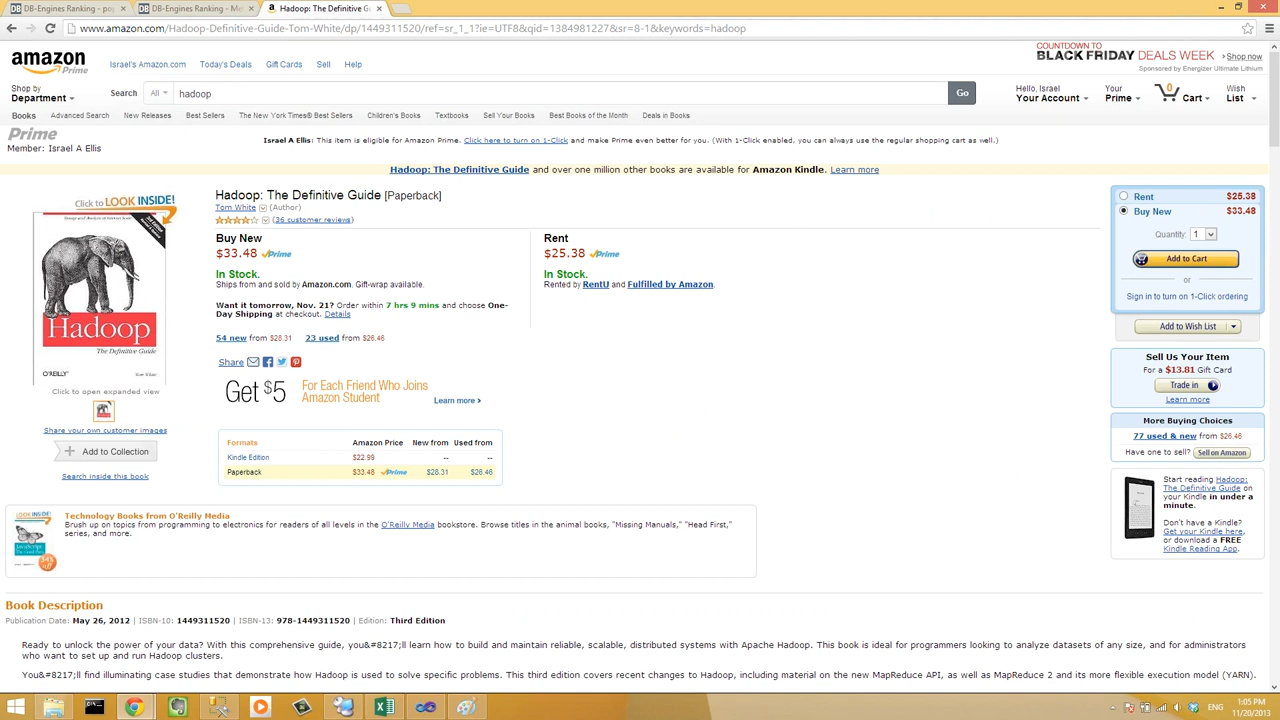 DB-Engines Ranking - pop
DB-Engines Ranking - Met
Hadoop: The Definitive G
www.amazon.com/Hadoop-Definitive-Guide-Tom-White/dp/1449311520/ref=sr_1_1?ie=UTF8&qid=1384981227&sr=8-1&keywords=hadoop
amazon Prime
Israel's Amazon.com Today's Deals Gift Cards Sell Help
COUNTDOWN TO
BLACK FRIDAY DEALS WEEK › Shop now
Sponsored by Energizer Ultimate Lithium
Shop by
Department
Search All hadoop Go
Hello, Israel
Your Account
Your
Prime
0
Cart
Wish
List
Books Advanced Search New Releases Best Sellers The New York Times® Best Sellers Children's Books Textbooks Sell Your Books Best Books of the Month Deals in Books
Prime
Member: Israel A Ellis
Israel A Ellis: This item is eligible for Amazon Prime. Click here to turn on 1-Click and make Prime even better for you. (With 1-Click enabled, you can always use the regular shopping cart as well.)
Hadoop: The Definitive Guide and over one million other books are available for Amazon Kindle. Learn more
Click to LOOK INSIDE!
Hadoop
The Definitive Guide
O'REILLY
Tom White
Click to open expanded view
Share your own customer images
Add to Collection
Search inside this book
Hadoop: The Definitive Guide [Paperback]
Tom White (Author)
(36 customer reviews)
Buy New
$33.48 Prime
In Stock.
Ships from and sold by Amazon.com. Gift-wrap available.
Want it tomorrow, Nov. 21? Order within 7 hrs 9 mins and choose One-
Day Shipping at checkout. Details
54 new from $28.31 23 used from $26.46
Rent
$25.38 Prime
In Stock.
Rented by RentU and Fulfilled by Amazon.
Share
Get $5 For Each Friend Who Joins
Amazon Student Learn more ›
Formats Amazon Price New from Used from
Kindle Edition $22.99 -- --
Paperback $33.48 Prime $28.31 $26.46
Rent $25.38
Buy New $33.48
Quantity: 1
Add to Cart
or
Sign in to turn on 1-Click ordering
Add to Wish List
Sell Us Your Item
For a $13.81 Gift Card
Trade in
Learn more
More Buying Choices
77 used & new from $26.46
Have one to sell? Sell on Amazon
Start reading Hadoop:
The Definitive Guide on
your Kindle in under a
minute.
Don't have a Kindle?
Get your Kindle here,
or download a FREE
Kindle Reading App.
LOOK INSIDE!
JavaScript
Technology Books from O'Reilly Media
Brush up on topics from programming to electronics for readers of all levels in the O'Reilly Media bookstore. Browse titles in the animal books, "Missing Manuals," "Head First,"
series, and more.
Book Description
Publication Date: May 26, 2012 | ISBN-10: 1449311520 | ISBN-13: 978-1449311520 | Edition: Third Edition
Ready to unlock the power of your data? With this comprehensive guide, you&#8217;ll learn how to build and maintain reliable, scalable, distributed systems with Apache Hadoop. This book is ideal for programmers looking to analyze datasets of any size, and for administrators
who want to set up and run Hadoop clusters.
You&#8217;ll find illuminating case studies that demonstrate how Hadoop is used to solve specific problems. This third edition covers recent changes to Hadoop, including material on the new MapReduce API, as well as MapReduce 2 and its more flexible execution model (YARN).
ENG
1:05 PM
11/20/2013